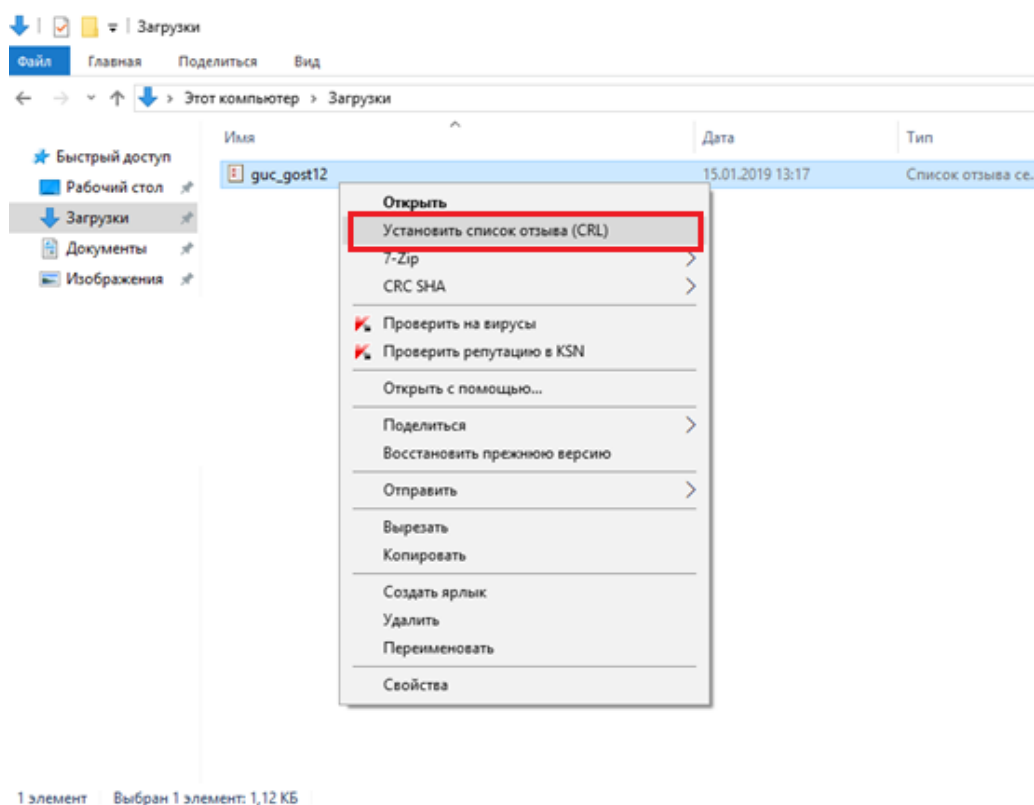 Загрузки
Файл Главная Поделиться Вид
Этот компьютер › Загрузки
Имя Дата Тип
Быстрый доступ
Рабочий стол
Загрузки
Документы
Изображения
guc_gost12 15.01.2019 13:17 Список отзыва се...
Открыть
Установить список отзыва (CRL)
7-Zip
CRC SHA
Проверить на вирусы
Проверить репутацию в KSN
Открыть с помощью...
Поделиться
Восстановить прежнюю версию
Отправить
Вырезать
Копировать
Создать ярлык
Удалить
Переименовать
Свойства
1 элемент Выбран 1 элемент: 1,12 КБ